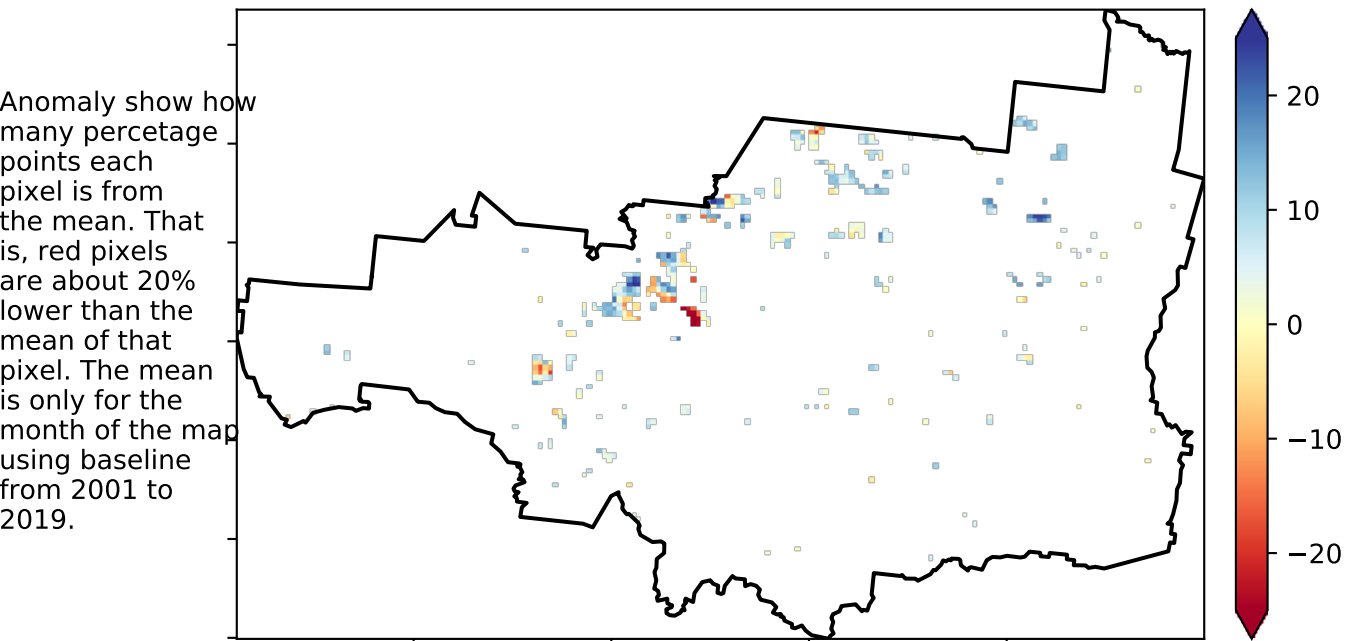 Anomaly show how
many percetage
points each
pixel is from
the mean. That
is, red pixels
are about 20%
lower than the
mean of that
pixel. The mean
is only for the
month of the map
using baseline
from 2001 to
2019.
20
10
0
−10
−20